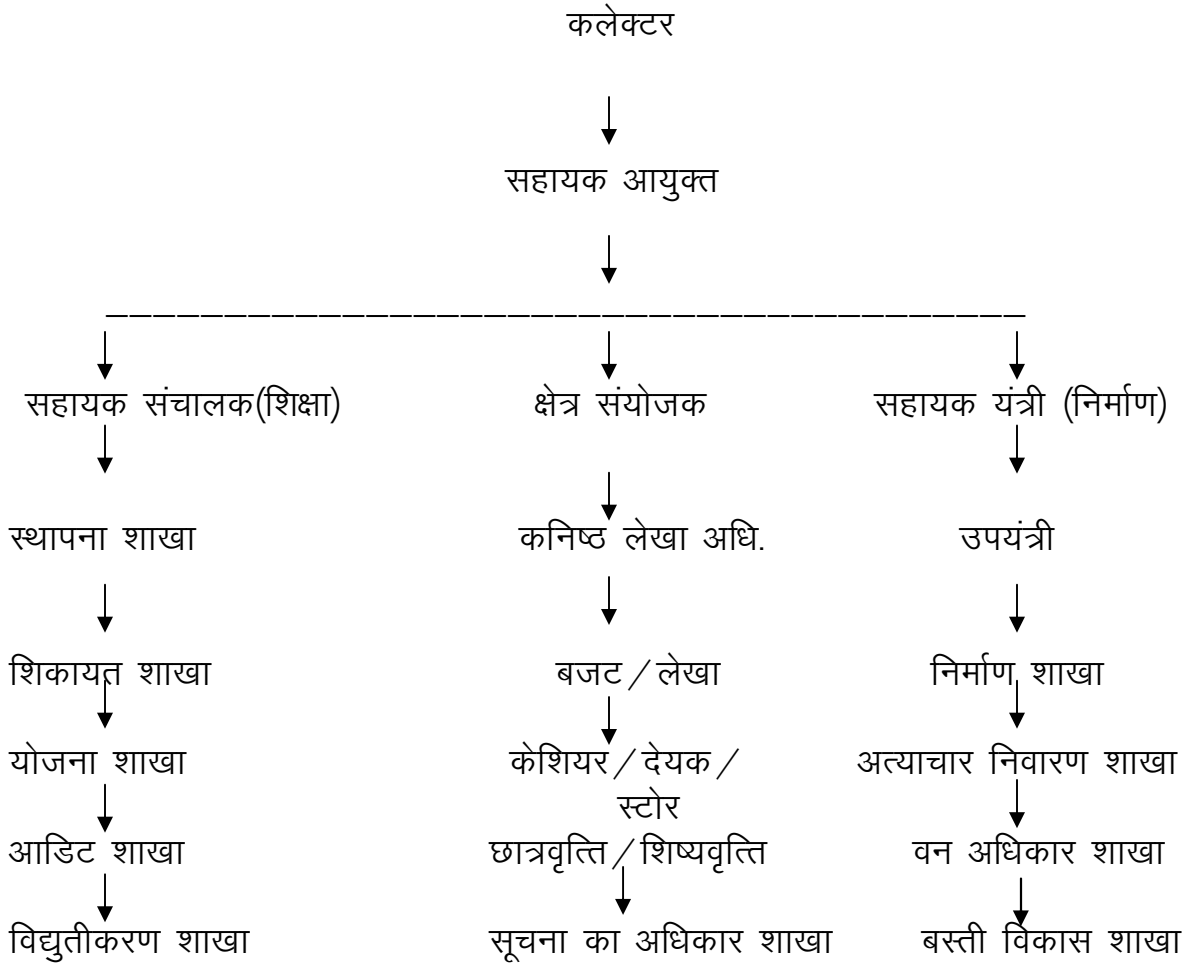 कलेक्टर
सहायक आयुक्त
सहायक संचालक(शिक्षा) क्षेत्र संयोजक सहायक यंत्री (निर्माण)
स्थापना शाखा कनिष्ठ लेखा अधि. उपयंत्री
शिकायत शाखा बजट/लेखा निर्माण शाखा
योजना शाखा केशियर/देयक/ अत्याचार निवारण शाखा
स्टोर
आडिट शाखा छात्रवृत्ति/शिष्यवृत्ति वन अधिकार शाखा
विद्युतीकरण शाखा सूचना का अधिकार शाखा बस्ती विकास शाखा